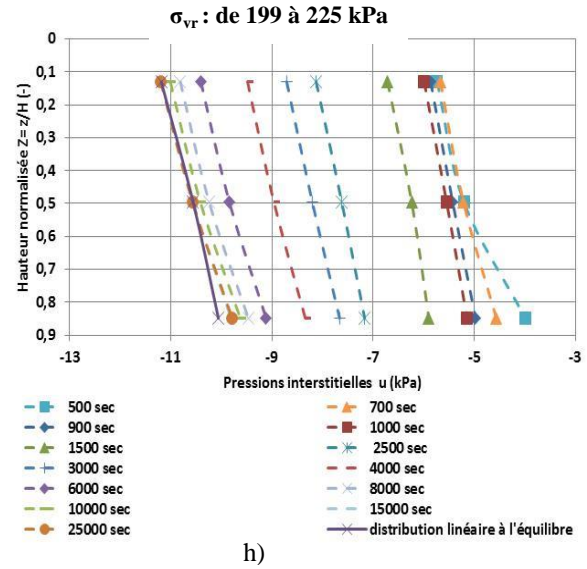 σvr : de 199 à 225 kPa
0
0,1
0,2
0,3
0,4
0,5
0,6
0,7
0,8
0,9
Hauteur normalisée Z= z/H (-)
-13 -11 -9 -7 -5 -3
Pressions interstitielles u (kPa)
500 sec 700 sec
900 sec 1000 sec
1500 sec 2500 sec
3000 sec 4000 sec
6000 sec 8000 sec
10000 sec 15000 sec
25000 sec distribution linéaire à l'équilibre
h)